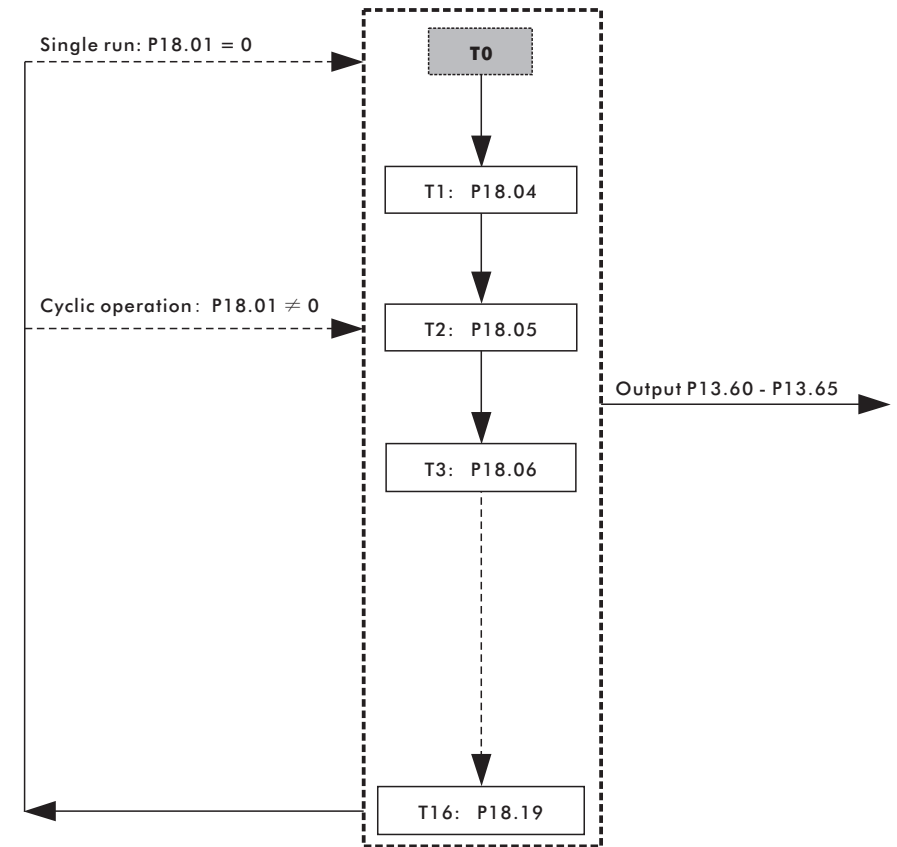 Single run: P18.01 = 0
T0
T1: P18.04
Cyclic operation: P18.01 ≠ 0
T2: P18.05
Output P13.60 - P13.65
T3: P18.06
T16: P18.19